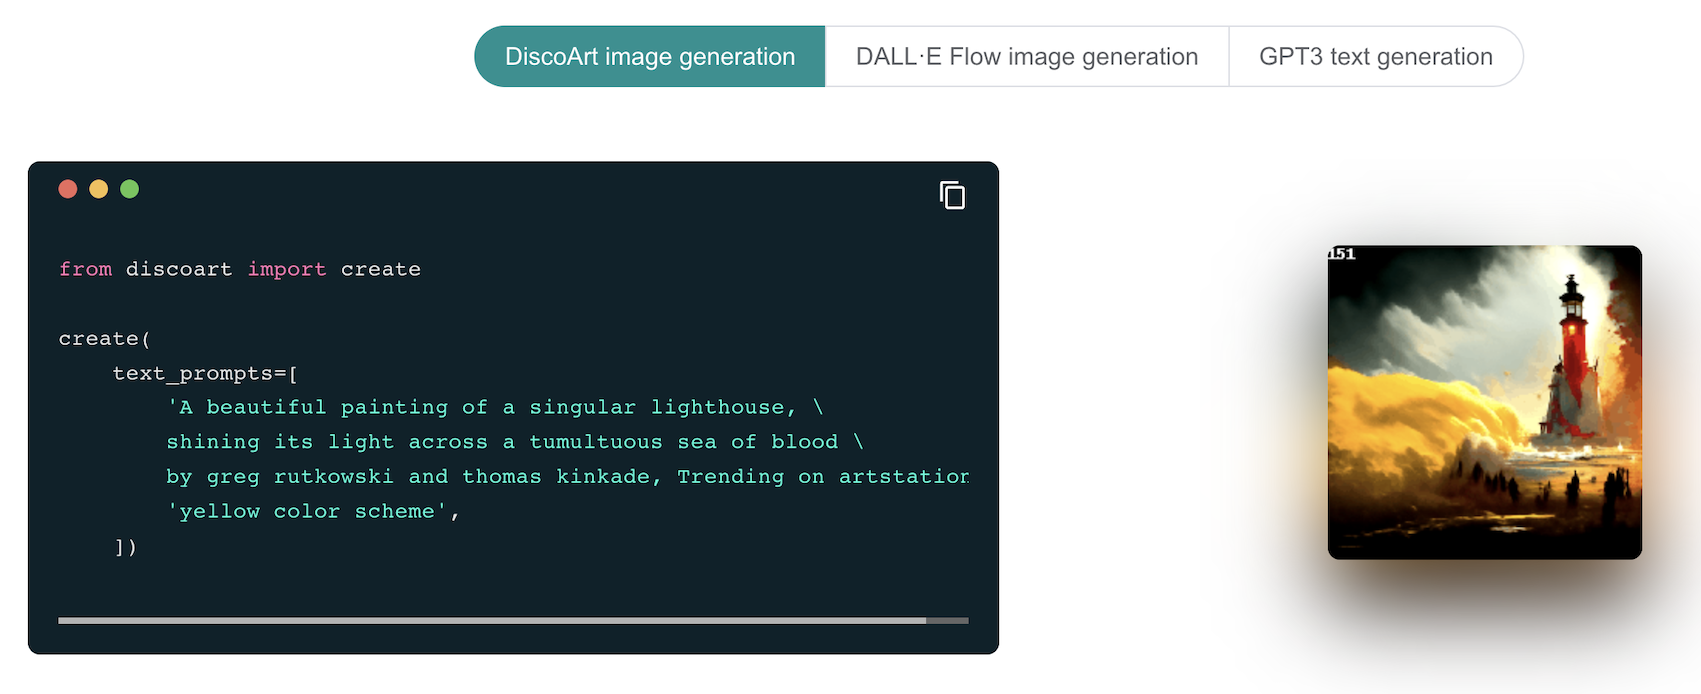 DiscoArt image generation
DALL·E Flow image generation
GPT3 text generation
from discoart import create
create(
text_prompts=[
'A beautiful painting of a singular lighthouse, \
shining its light across a tumultuous sea of blood \
by greg rutkowski and thomas kinkade, Trending on artstation
'yellow color scheme',
])
151